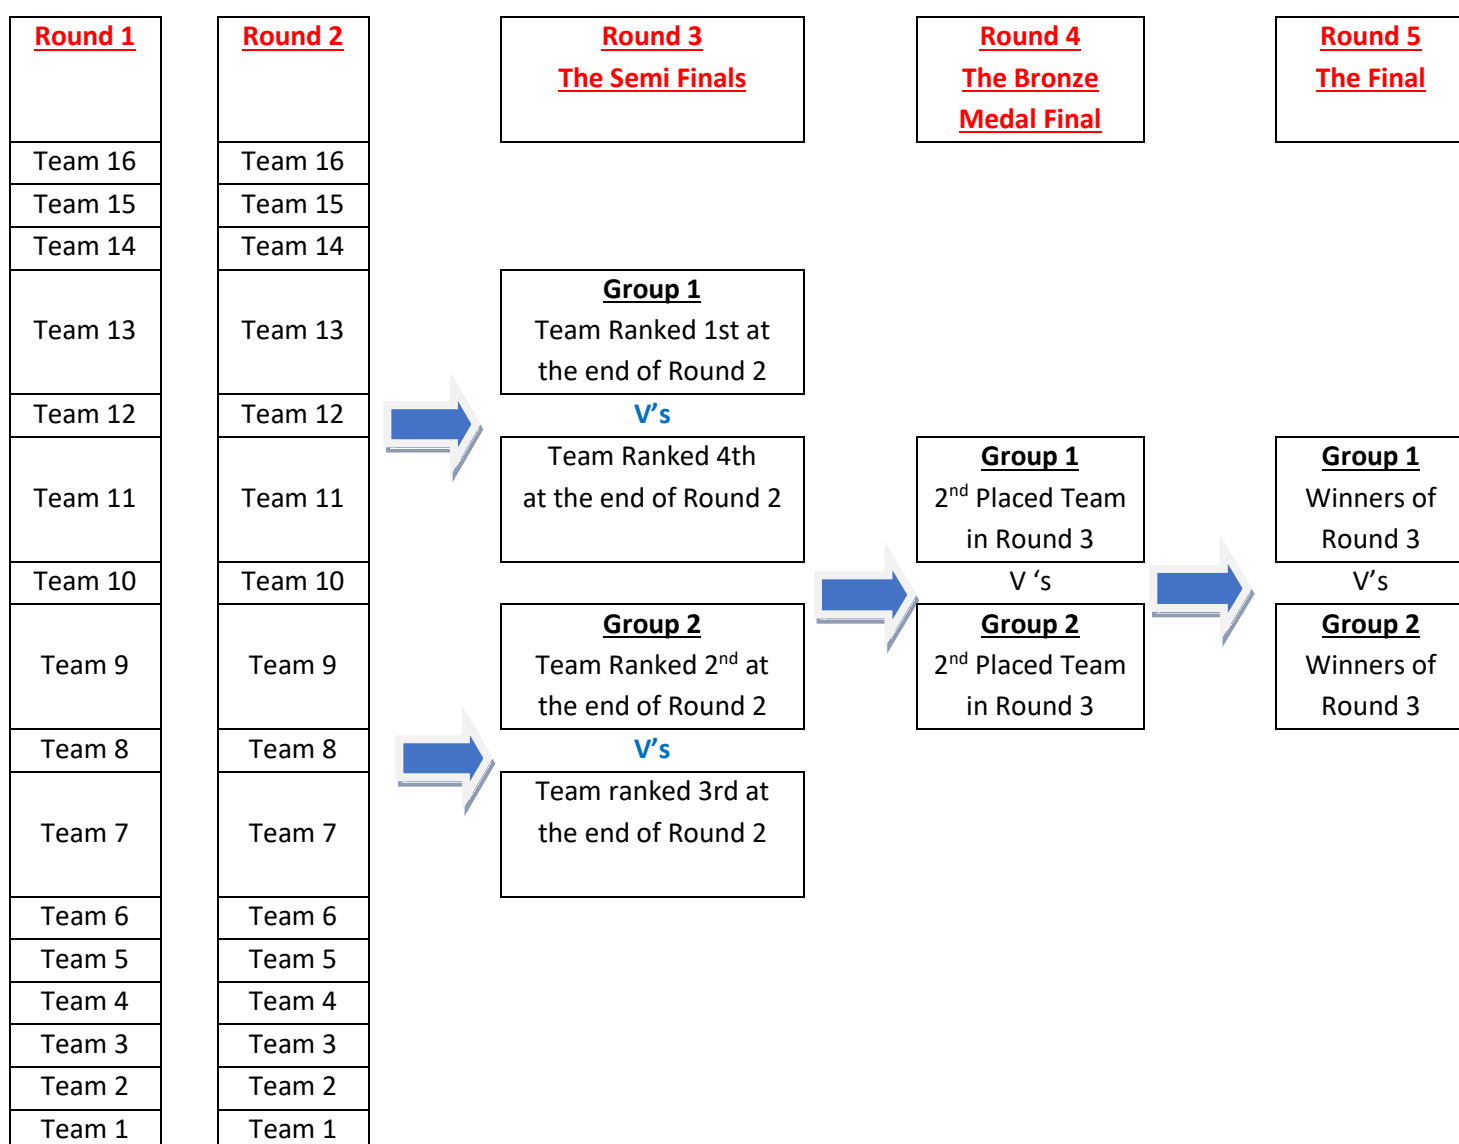 Round 1
Round 2
Round 3
The Semi Finals
Round 4
The Bronze
Medal Final
Round 5
The Final
Team 16
Team 16
Team 15
Team 15
Team 14
Team 14
Team 13
Team 13
Group 1
Team Ranked 1st at
the end of Round 2
Team 12
Team 12
V’s
Team 11
Team 11
Team Ranked 4th
at the end of Round 2
Group 1
2nd Placed Team
in Round 3
Group 1
Winners of
Round 3
Team 10
Team 10
V ‘s
V’s
Team 9
Team 9
Group 2
Team Ranked 2nd at
the end of Round 2
Group 2
2nd Placed Team
in Round 3
Group 2
Winners of
Round 3
Team 8
Team 8
V’s
Team 7
Team 7
Team ranked 3rd at
the end of Round 2
Team 6
Team 6
Team 5
Team 5
Team 4
Team 4
Team 3
Team 3
Team 2
Team 2
Team 1
Team 1